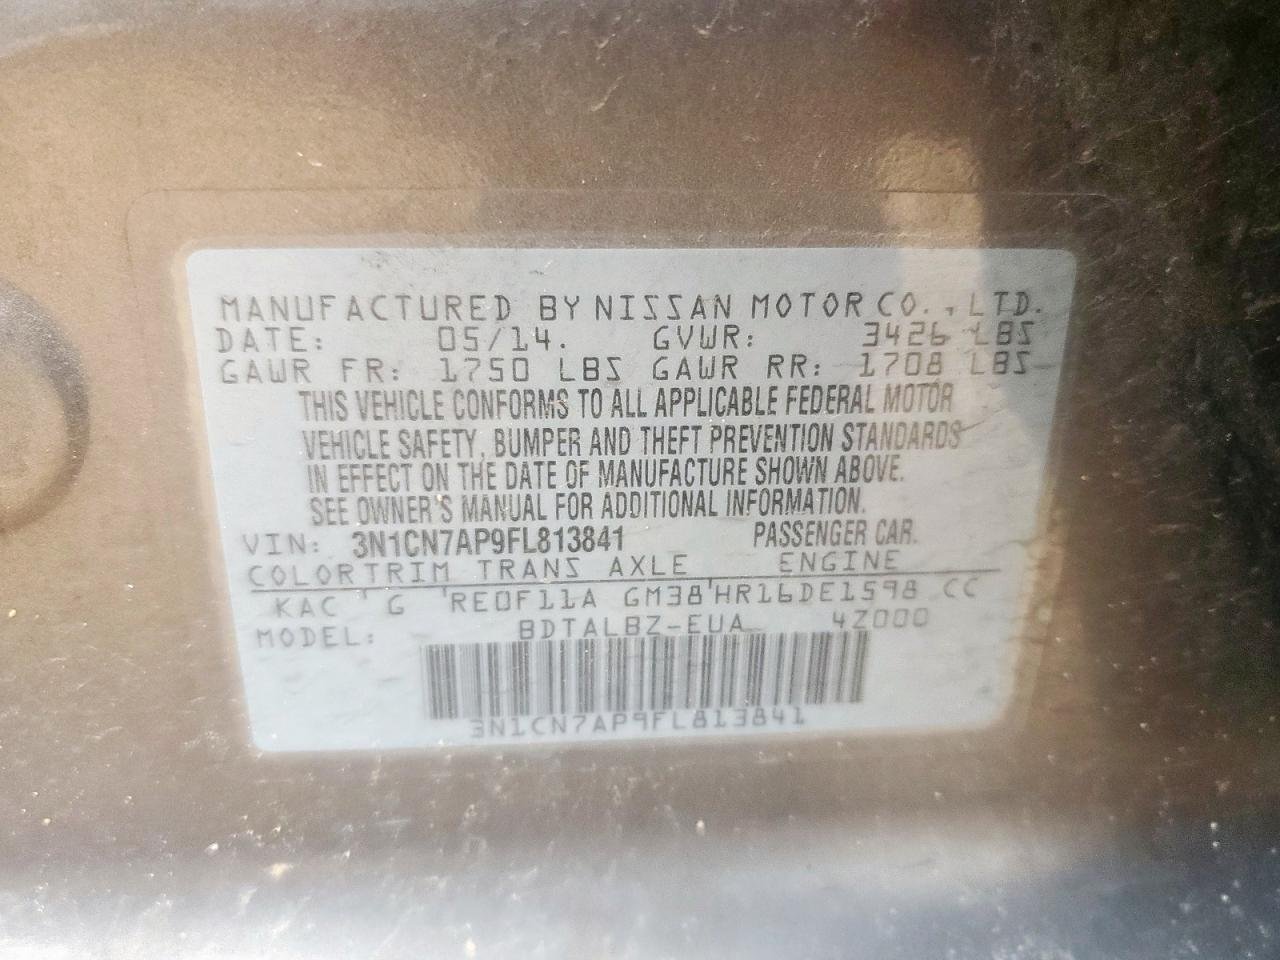 MANUFACTURED BY NISSAN MOTOR CO., LTD.
DATE: 05/14. GVWR: 3426 LBS
GAWR FR: 1750 LBS GAWR RR: 1708 LBS
THIS VEHICLE CONFORMS TO ALL APPLICABLE FEDERAL MOTOR
VEHICLE SAFETY, BUMPER AND THEFT PREVENTION STANDARDS
IN EFFECT ON THE DATE OF MANUFACTURE SHOWN ABOVE.
SEE OWNER'S MANUAL FOR ADDITIONAL INFORMATION.
VIN: 3N1CN7AP9FL813841 PASSENGER CAR.
COLORTRIM TRANS AXLE ENGINE
KAC G RE0F11A GM38 HR16DE1598 CC
MODEL: BDTALBZ-EUA 4Z000
3N1CN7AP9FL813841